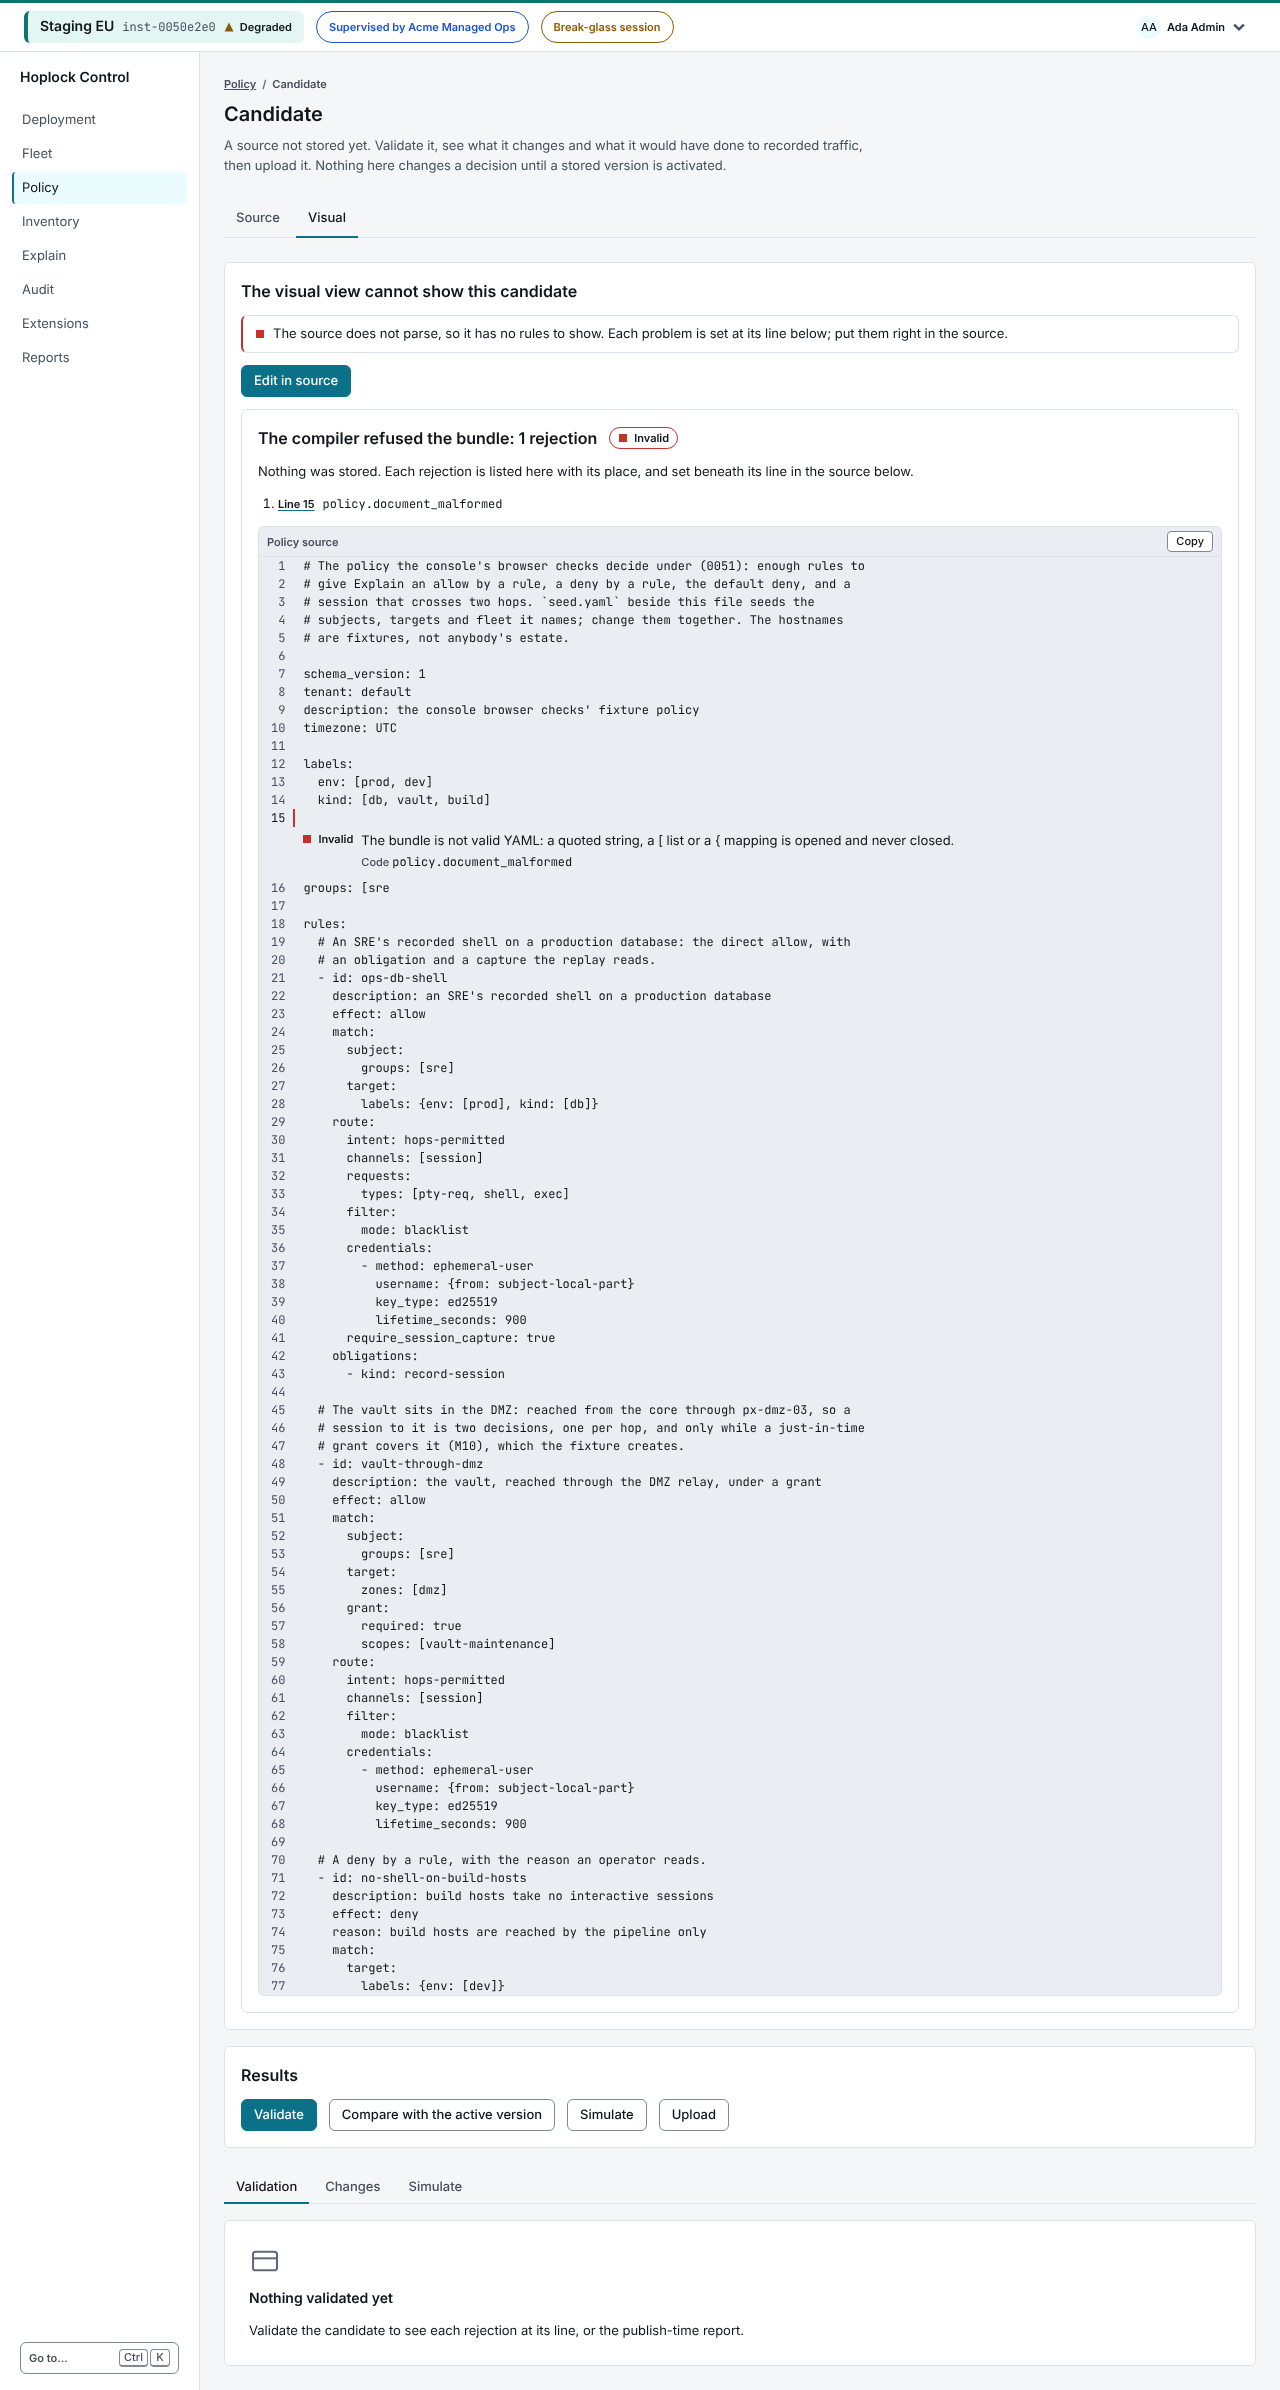 Staging EU inst-0050e2e0 Degraded
Supervised by Acme Managed Ops
Break-glass session
AA Ada Admin
Hoplock Control
Deployment
Fleet
Policy
Inventory
Explain
Audit
Extensions
Reports
Go to... Ctrl K
Policy / Candidate
Candidate
A source not stored yet. Validate it, see what it changes and what it would have done to recorded traffic,
then upload it. Nothing here changes a decision until a stored version is activated.
Source Visual
The visual view cannot show this candidate
The source does not parse, so it has no rules to show. Each problem is set at its line below; put them right in the source.
Edit in source
The compiler refused the bundle: 1 rejection Invalid
Nothing was stored. Each rejection is listed here with its place, and set beneath its line in the source below.
1. Line 15 policy.document_malformed
Policy source Copy
1 # The policy the console's browser checks decide under (0051): enough rules to
2 # give Explain an allow by a rule, a deny by a rule, the default deny, and a
3 # session that crosses two hops. `seed.yaml` beside this file seeds the
4 # subjects, targets and fleet it names; change them together. The hostnames
5 # are fixtures, not anybody's estate.
6
7 schema_version: 1
8 tenant: default
9 description: the console browser checks' fixture policy
10 timezone: UTC
11
12 labels:
13   env: [prod, dev]
14   kind: [db, vault, build]
15
Invalid The bundle is not valid YAML: a quoted string, a [ list or a { mapping is opened and never closed.
Code policy.document_malformed
16 groups: [sre
17
18 rules:
19   # An SRE's recorded shell on a production database: the direct allow, with
20   # an obligation and a capture the replay reads.
21   - id: ops-db-shell
22     description: an SRE's recorded shell on a production database
23     effect: allow
24     match:
25       subject:
26         groups: [sre]
27       target:
28         labels: {env: [prod], kind: [db]}
29     route:
30       intent: hops-permitted
31       channels: [session]
32       requests:
33         types: [pty-req, shell, exec]
34       filter:
35         mode: blacklist
36       credentials:
37         - method: ephemeral-user
38           username: {from: subject-local-part}
39           key_type: ed25519
40           lifetime_seconds: 900
41       require_session_capture: true
42     obligations:
43       - kind: record-session
44
45   # The vault sits in the DMZ: reached from the core through px-dmz-03, so a
46   # session to it is two decisions, one per hop, and only while a just-in-time
47   # grant covers it (M10), which the fixture creates.
48   - id: vault-through-dmz
49     description: the vault, reached through the DMZ relay, under a grant
50     effect: allow
51     match:
52       subject:
53         groups: [sre]
54       target:
55         zones: [dmz]
56       grant:
57         required: true
58         scopes: [vault-maintenance]
59     route:
60       intent: hops-permitted
61       channels: [session]
62       filter:
63         mode: blacklist
64       credentials:
65         - method: ephemeral-user
66           username: {from: subject-local-part}
67           key_type: ed25519
68           lifetime_seconds: 900
69
70   # A deny by a rule, with the reason an operator reads.
71   - id: no-shell-on-build-hosts
72     description: build hosts take no interactive sessions
73     effect: deny
74     reason: build hosts are reached by the pipeline only
75     match:
76       target:
77         labels: {env: [dev]}
Results
Validate Compare with the active version Simulate Upload
Validation Changes Simulate
Nothing validated yet
Validate the candidate to see each rejection at its line, or the publish-time report.